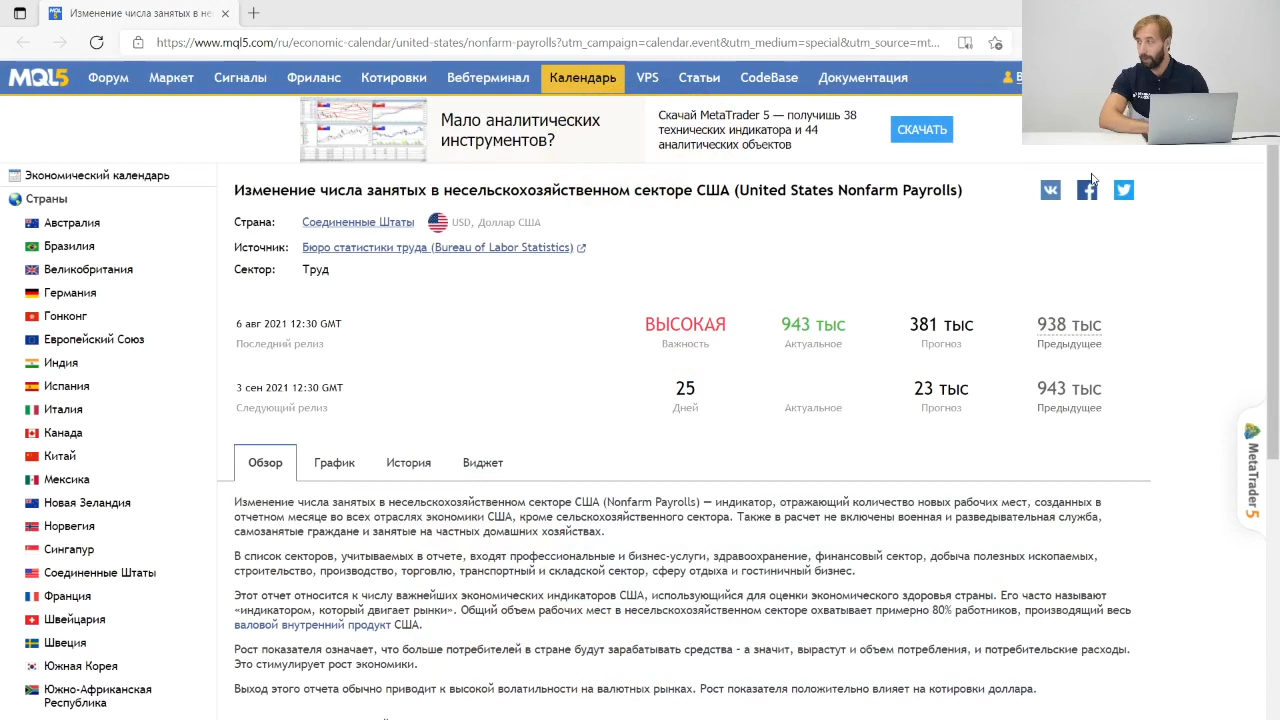 Изменение числа занятых в не
https://www.mql5.com/ru/economic-calendar/united-states/nonfarm-payrolls?utm_campaign=calendar.event&utm_medium=special&utm_source=mt...
MQL5 Форум Маркет Сигналы Фриланс Котировки Вебтерминал Календарь VPS Статьи CodeBase Документация В
Мало аналитических
инструментов?
Скачай MetaTrader 5 — получишь 38
технических индикатора и 44
аналитических объектов
СКАЧАТЬ
Экономический календарь
Страны
Австралия
Бразилия
Великобритания
Германия
Гонконг
Европейский Союз
Индия
Испания
Италия
Канада
Китай
Мексика
Новая Зеландия
Норвегия
Сингапур
Соединенные Штаты
Франция
Швейцария
Швеция
Южная Корея
Южно-Африканская
Республика
Изменение числа занятых в несельскохозяйственном секторе США (United States Nonfarm Payrolls)
Страна: Соединенные Штаты USD, Доллар США
Источник: Бюро статистики труда (Bureau of Labor Statistics)
Сектор: Труд
6 авг 2021 12:30 GMT ВЫСОКАЯ 943 тыс 381 тыс 938 тыс
Последний релиз Важность Актуальное Прогноз Предыдущее
3 сен 2021 12:30 GMT 25 23 тыс 943 тыс
Следующий релиз Дней Актуальное Прогноз Предыдущее
Обзор График История Виджет
Изменение числа занятых в несельскохозяйственном секторе США (Nonfarm Payrolls) — индикатор, отражающий количество новых рабочих мест, созданных в
отчетном месяце во всех отраслях экономики США, кроме сельскохозяйственного сектора. Также в расчет не включены военная и разведывательная служба,
самозанятые граждане и занятые на частных домашних хозяйствах.
В список секторов, учитываемых в отчете, входят профессиональные и бизнес-услуги, здравоохранение, финансовый сектор, добыча полезных ископаемых,
строительство, производство, торговлю, транспортный и складской сектор, сферу отдыха и гостиничный бизнес.
Этот отчет относится к числу важнейших экономических индикаторов США, использующийся для оценки экономического здоровья страны. Его часто называют
«индикатором, который двигает рынки». Общий объем рабочих мест в несельскохозяйственном секторе охватывает примерно 80% работников, производящий весь
валовой внутренний продукт США.
Рост показателя означает, что больше потребителей в стране будут зарабатывать средства - а значит, вырастут и объем потребления, и потребительские расходы.
Это стимулирует рост экономики.
Выход этого отчета обычно приводит к высокой волатильности на валютных рынках. Рост показателя положительно влияет на котировки доллара.
MetaTrader 5